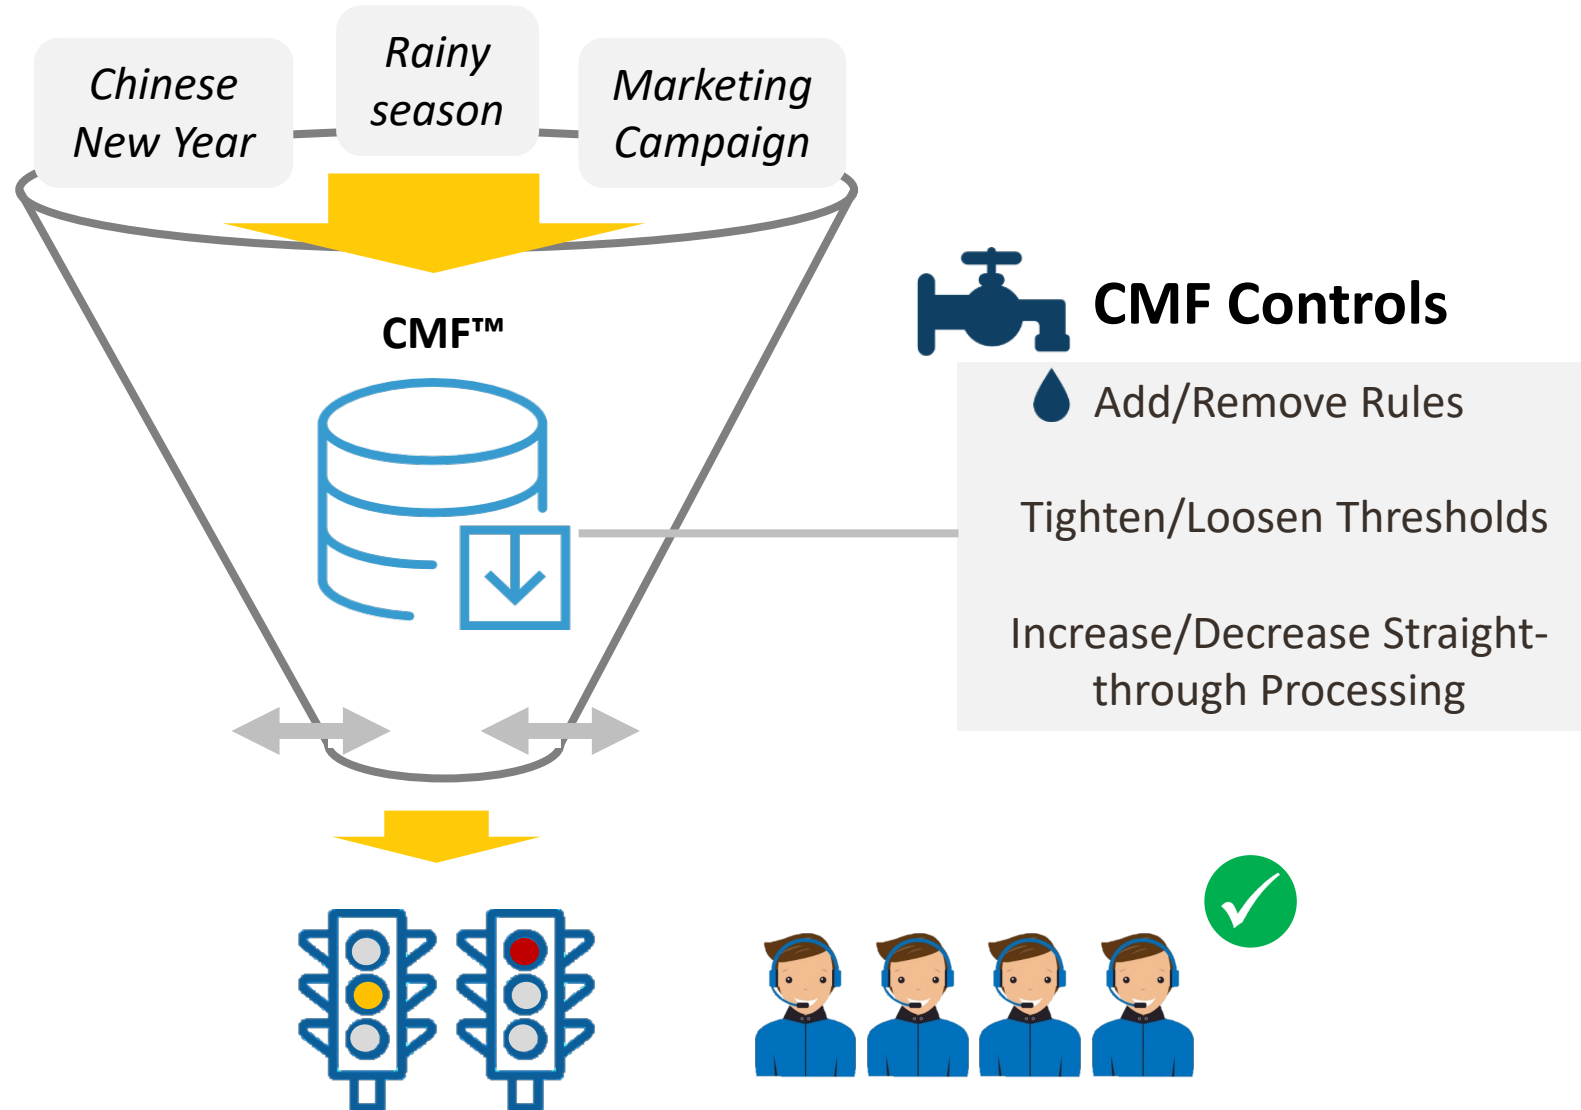 Chinese
New Year
Rainy
season
Marketing
Campaign
CMF™
CMF Controls
Add/Remove Rules
Tighten/Loosen Thresholds
Increase/Decrease Straight-
through Processing